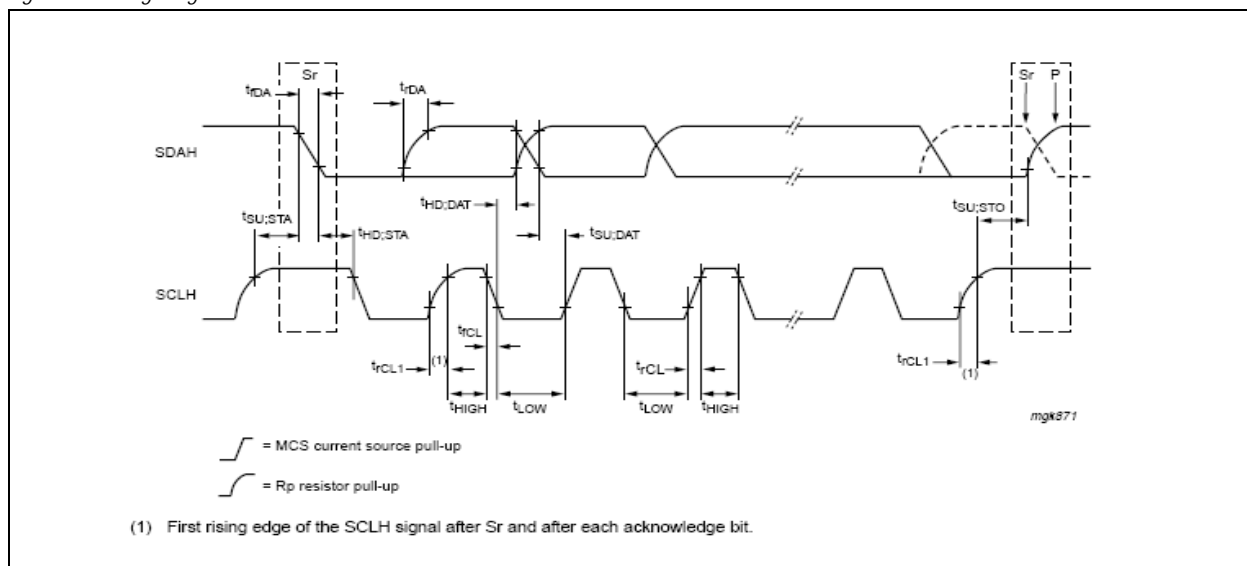 Sr
Sr P
tfDA
trDA
SDAH
tHD;DAT
tSU;STA
tHD;STA
tSU;DAT
tSU;STO
SCLH
tfCL
trCL1
(1)
trCL
trCL1
(1)
tHIGH
tLOW
tLOW
tHIGH
mgk871
= MCS current source pull-up
= Rp resistor pull-up
(1) First rising edge of the SCLH signal after Sr and after each acknowledge bit.